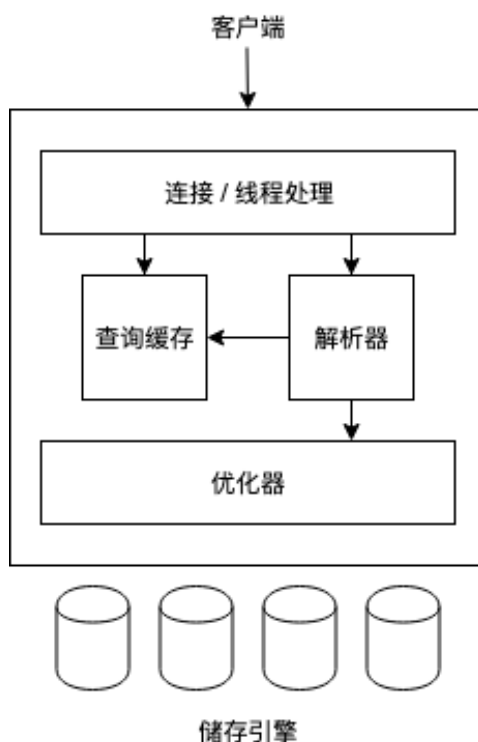 客户端
连接 / 线程处理
查询缓存
解析器
优化器
储存引擎